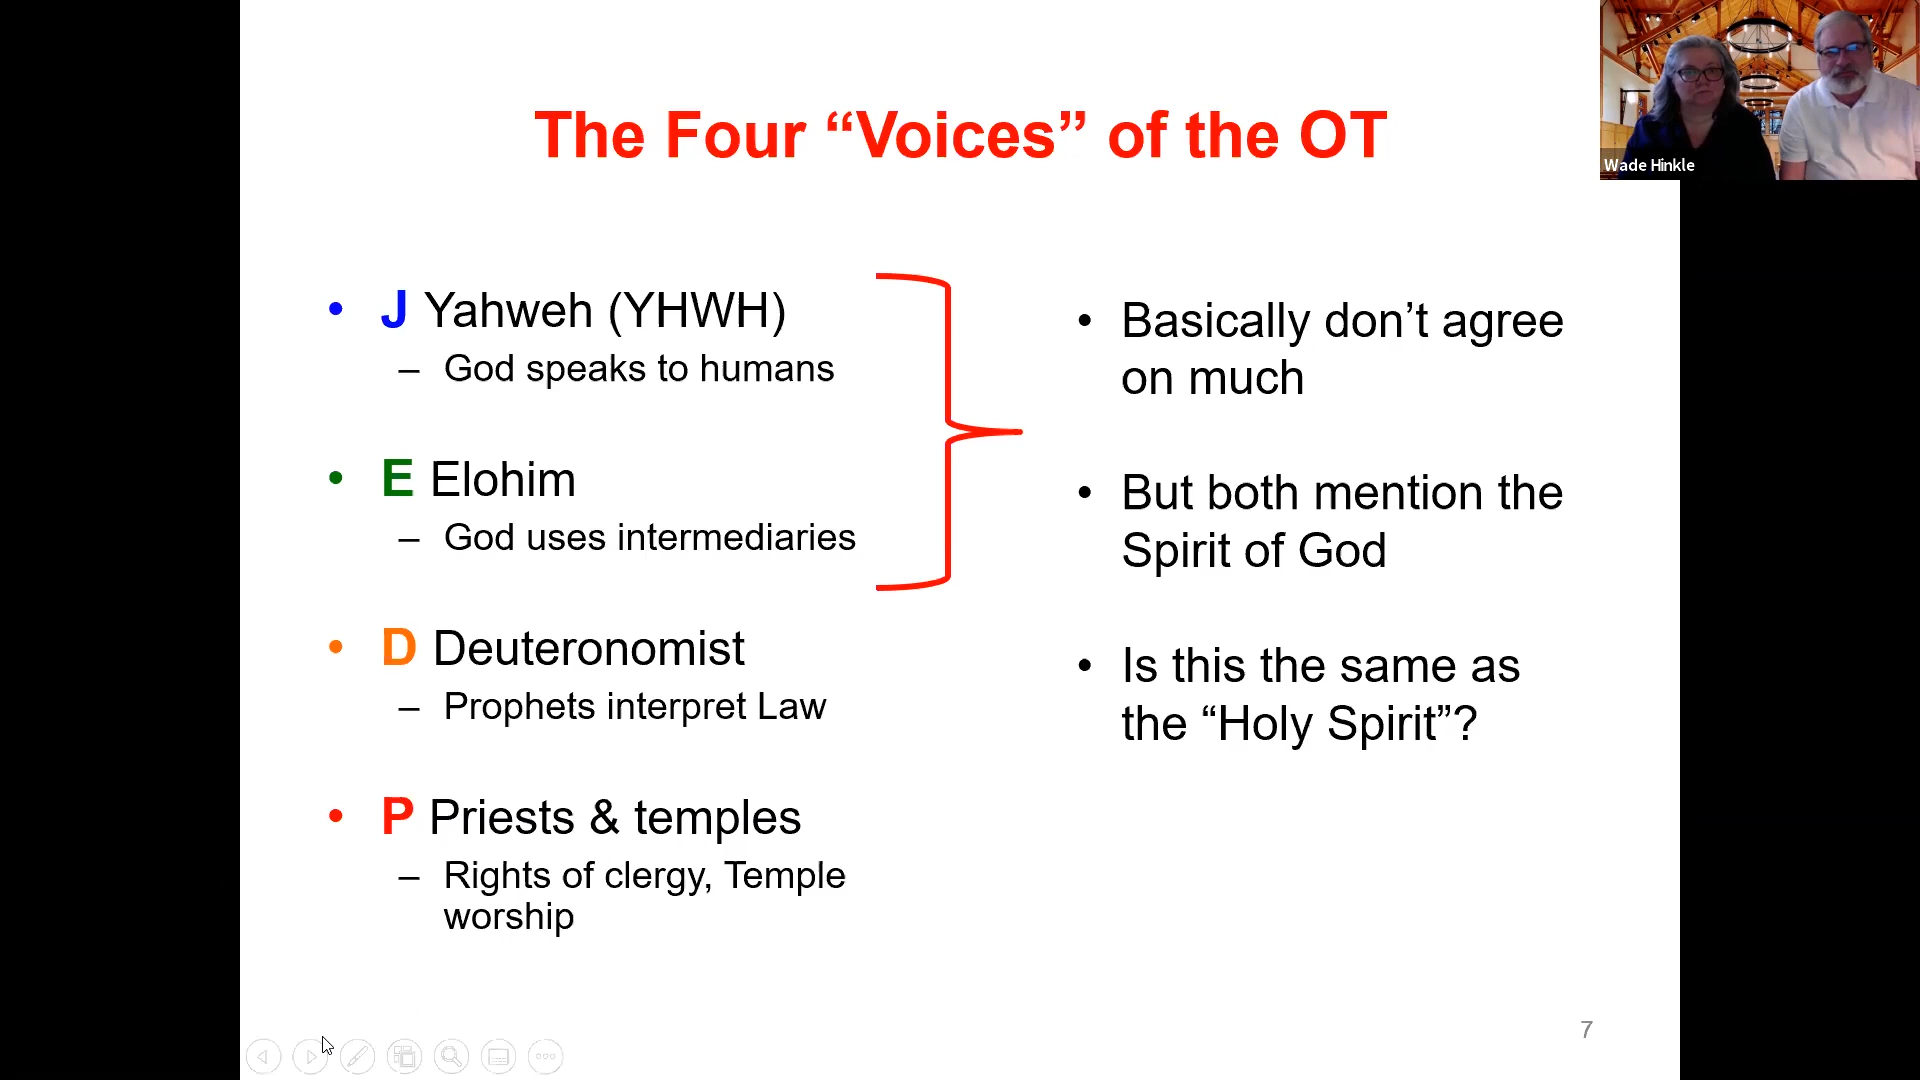 The Four “Voices” of the OT
Wade Hinkle
• J Yahweh (YHWH)
– God speaks to humans
• E Elohim
– God uses intermediaries
• D Deuteronomist
– Prophets interpret Law
• P Priests & temples
– Rights of clergy, Temple
worship
• Basically don’t agree
on much
• But both mention the
Spirit of God
• Is this the same as
the “Holy Spirit”?
7